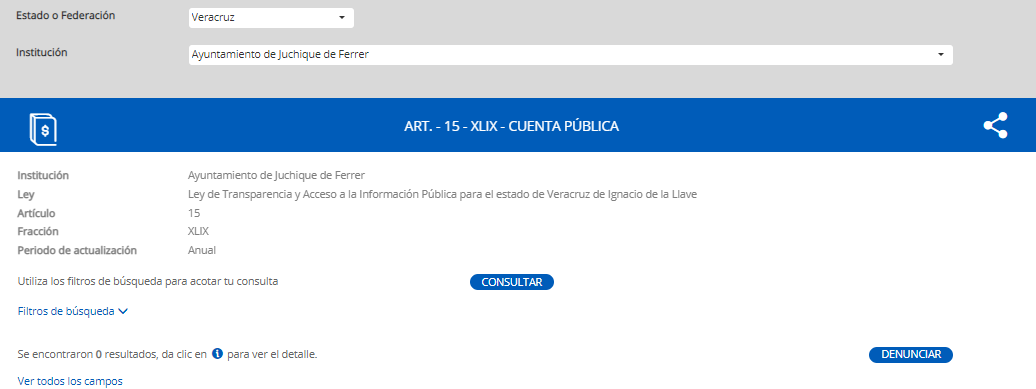 Estado o Federación Veracruz
Institución Ayuntamiento de Juchique de Ferrer
$ ART. - 15 - XLIX - CUENTA PÚBLICA
Institución Ayuntamiento de Juchique de Ferrer
Ley Ley de Transparencia y Acceso a la Información Pública para el estado de Veracruz de Ignacio de la Llave
Artículo 15
Fracción XLIX
Periodo de actualización Anual
Utiliza los filtros de búsqueda para acotar tu consulta CONSULTAR
Filtros de búsqueda
Se encontraron 0 resultados, da clic en i para ver el detalle. DENUNCIAR
Ver todos los campos